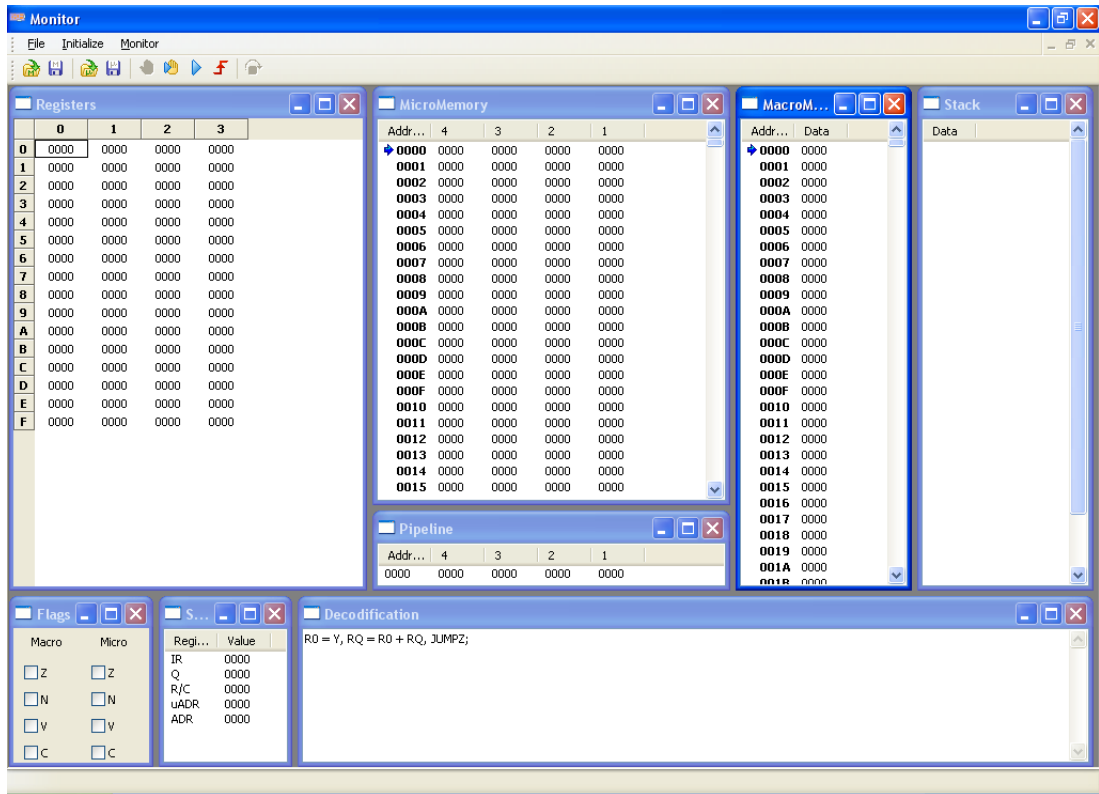 Monitor
File Initialize Monitor
Registers
0 1 2 3
0 0000 0000 0000 0000
1 0000 0000 0000 0000
2 0000 0000 0000 0000
3 0000 0000 0000 0000
4 0000 0000 0000 0000
5 0000 0000 0000 0000
6 0000 0000 0000 0000
7 0000 0000 0000 0000
8 0000 0000 0000 0000
9 0000 0000 0000 0000
A 0000 0000 0000 0000
B 0000 0000 0000 0000
C 0000 0000 0000 0000
D 0000 0000 0000 0000
E 0000 0000 0000 0000
F 0000 0000 0000 0000
MicroMemory
Addr... 4 3 2 1
0000 0000 0000 0000 0000
0001 0000 0000 0000 0000
0002 0000 0000 0000 0000
0003 0000 0000 0000 0000
0004 0000 0000 0000 0000
0005 0000 0000 0000 0000
0006 0000 0000 0000 0000
0007 0000 0000 0000 0000
0008 0000 0000 0000 0000
0009 0000 0000 0000 0000
000A 0000 0000 0000 0000
000B 0000 0000 0000 0000
000C 0000 0000 0000 0000
000D 0000 0000 0000 0000
000E 0000 0000 0000 0000
000F 0000 0000 0000 0000
0010 0000 0000 0000 0000
0011 0000 0000 0000 0000
0012 0000 0000 0000 0000
0013 0000 0000 0000 0000
0014 0000 0000 0000 0000
0015 0000 0000 0000 0000
Pipeline
Addr... 4 3 2 1
0000 0000 0000 0000 0000
MacroM...
Addr... Data
0000 0000
0001 0000
0002 0000
0003 0000
0004 0000
0005 0000
0006 0000
0007 0000
0008 0000
0009 0000
000A 0000
000B 0000
000C 0000
000D 0000
000E 0000
000F 0000
0010 0000
0011 0000
0012 0000
0013 0000
0014 0000
0015 0000
0016 0000
0017 0000
0018 0000
0019 0000
001A 0000
001B 0000
Stack
Data
Flags
Macro Micro
Z Z
N N
V V
C C
S...
Regi... Value
IR 0000
Q 0000
R/C 0000
uADR 0000
ADR 0000
Decodification
R0 = Y, RQ = R0 + RQ, JUMPZ;